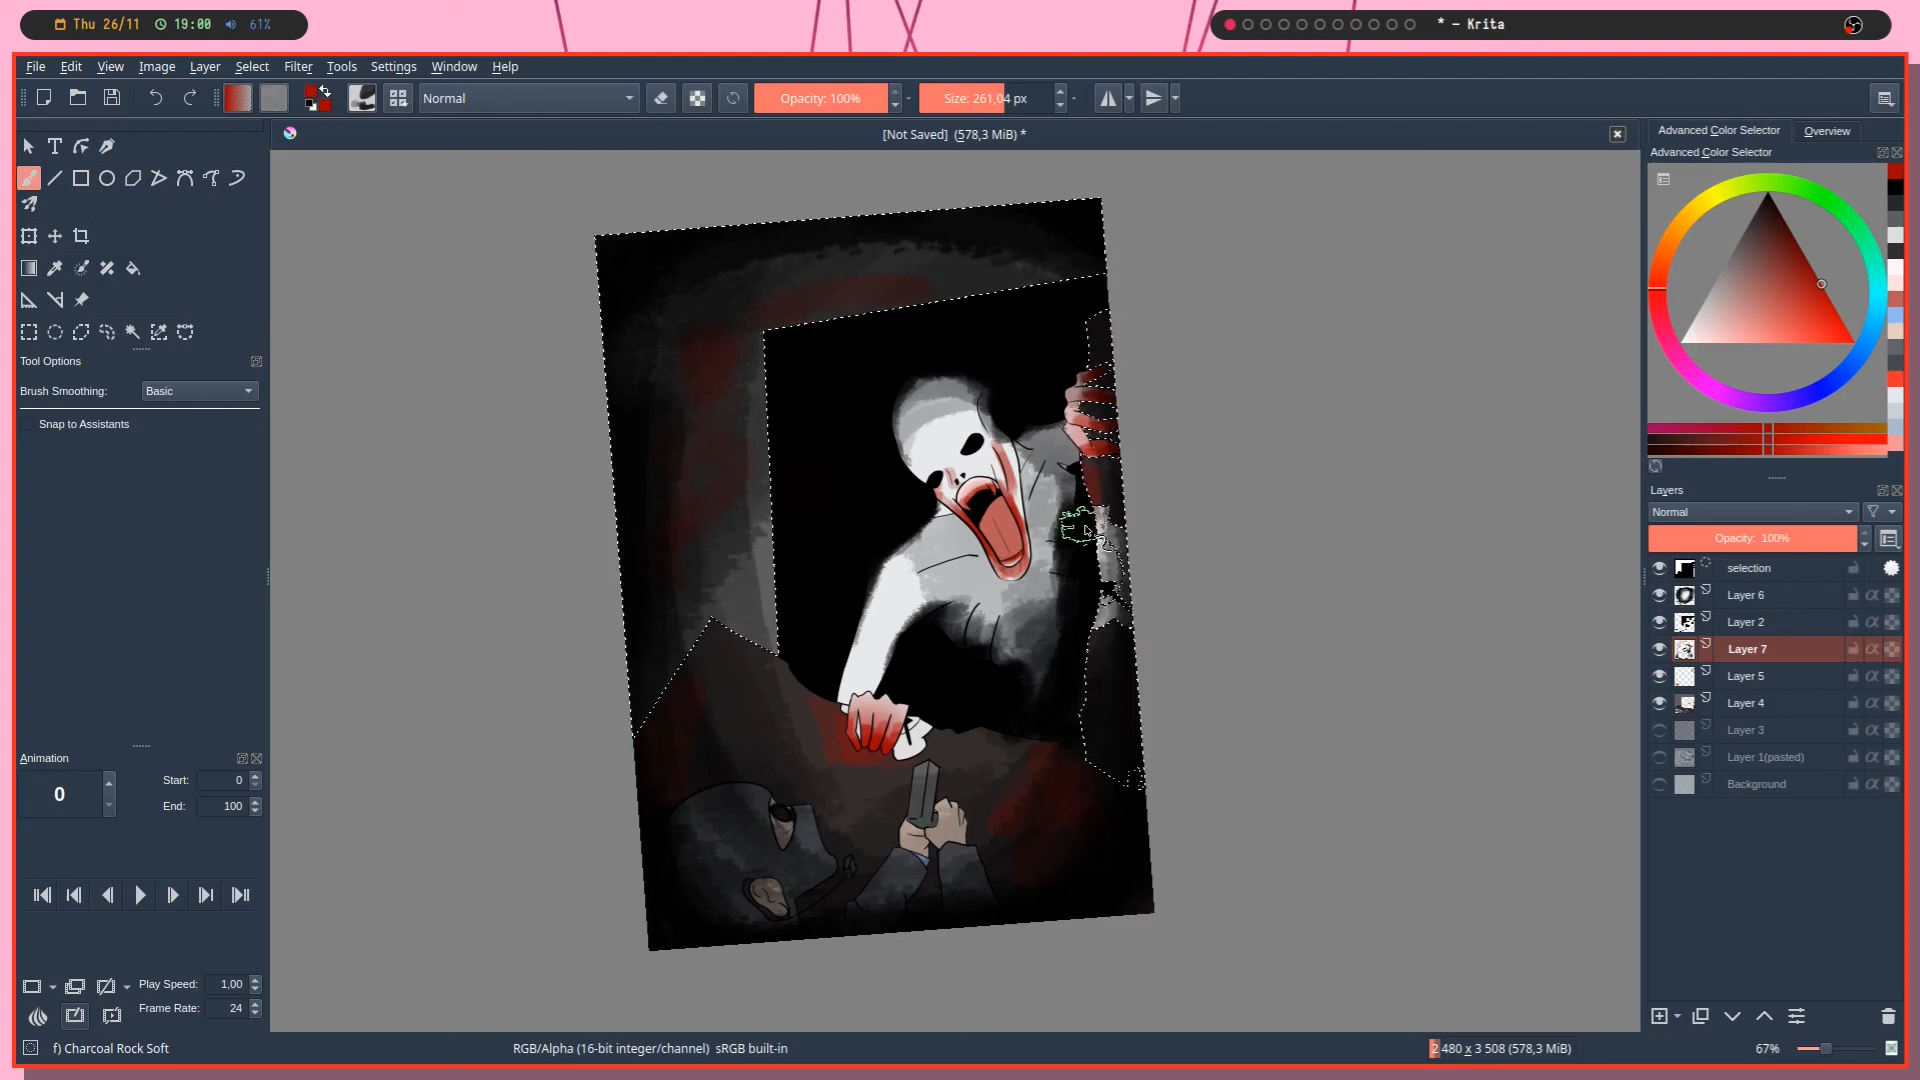 Thu 26/11 19:00 61% * – Krita
File Edit View Image Layer Select Filter Tools Settings Window Help
Normal Opacity: 100% Size: 261,04 px
[Not Saved] (578,3 MiB) *
Advanced Color Selector Overview
Advanced Color Selector
Tool Options
Brush Smoothing: Basic
Snap to Assistants
Layers
Normal
Opacity: 100%
selection
Layer 6
Layer 2
Layer 7
Layer 5
Layer 4
Layer 3
Layer 1(pasted)
Background
Animation
0 Start: 0
End: 100
Play Speed: 1,00
Frame Rate: 24
f) Charcoal Rock Soft RGB/Alpha (16-bit integer/channel) sRGB built-in 2 480 x 3 508 (578,3 MiB) 67%